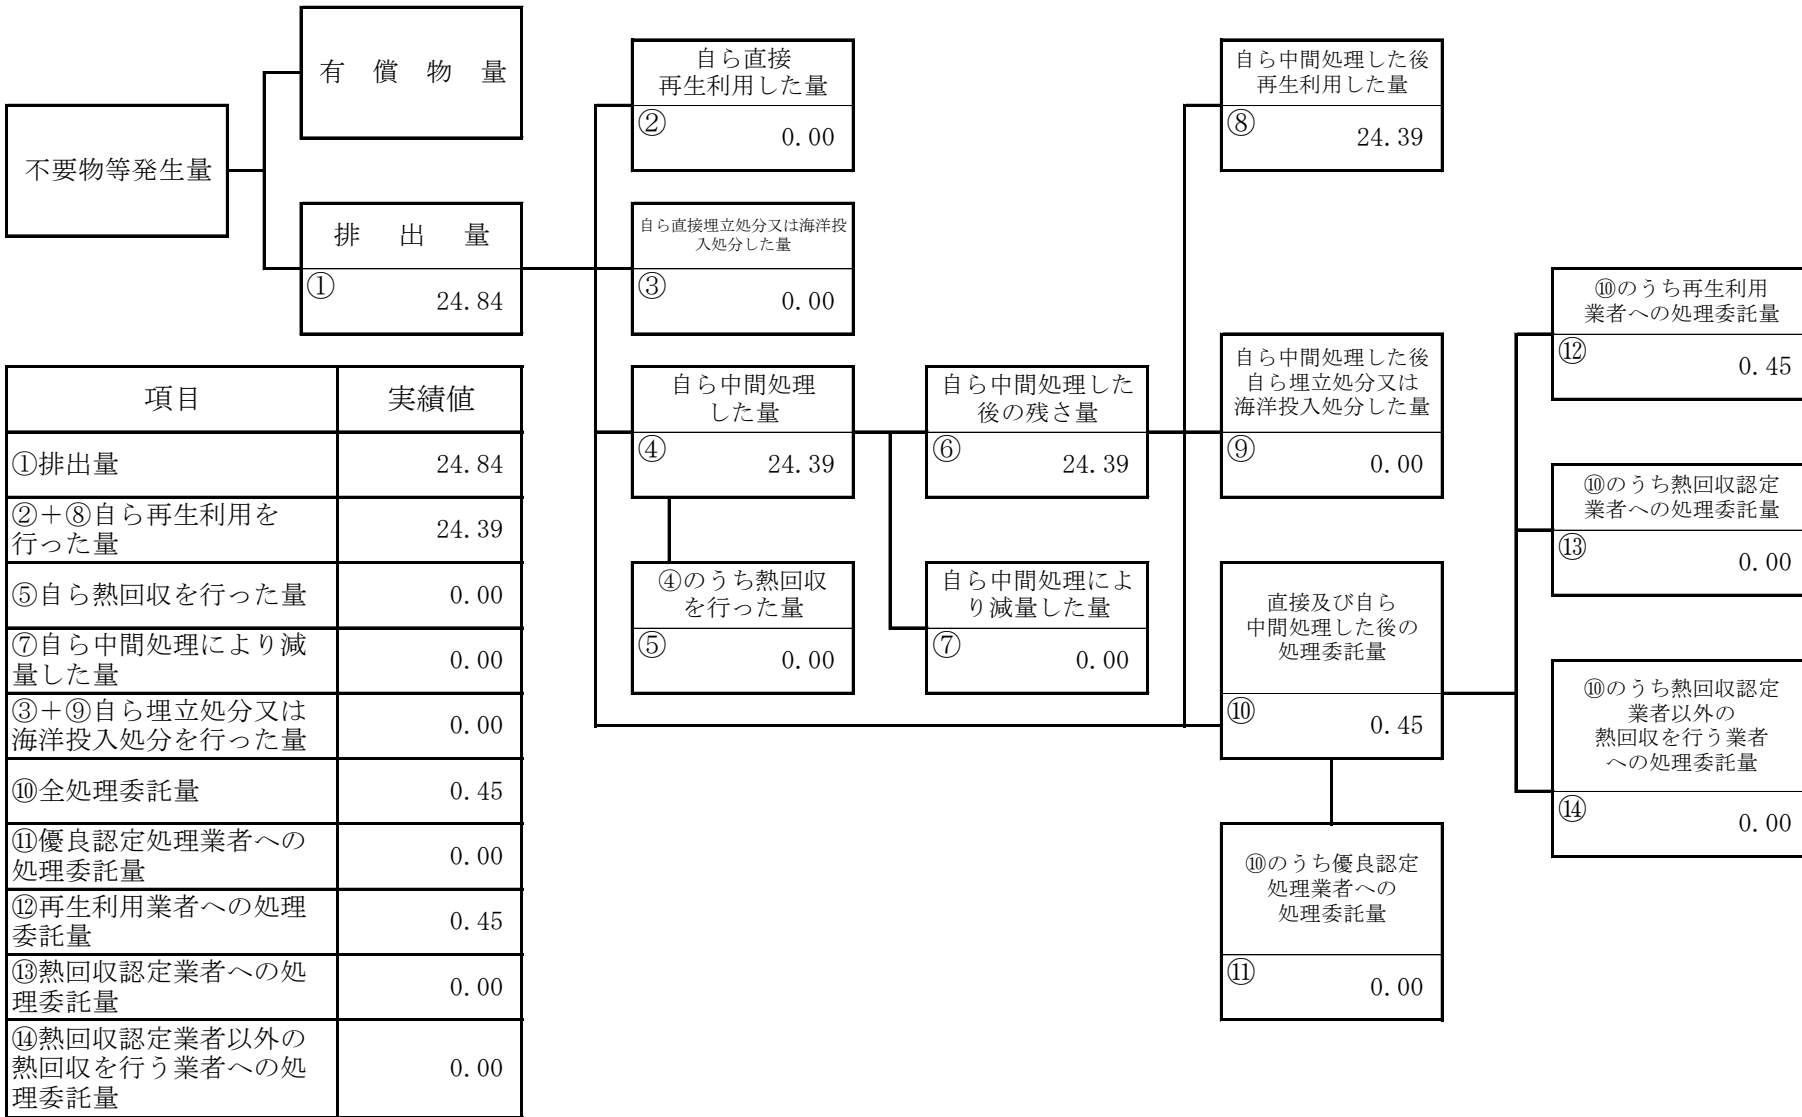 不要物等発生量
有償物量
排出量
①
24.84
自ら直接
再生利用した量
②
0.00
自ら直接埋立処分又は海洋投
入処分した量
③
0.00
自ら中間処理
した量
④
24.39
④のうち熱回収
を行った量
⑤
0.00
自ら中間処理した
後の残さ量
⑥
24.39
自ら中間処理によ
り減量した量
⑦
0.00
自ら中間処理した後
再生利用した量
⑧
24.39
自ら中間処理した後
自ら埋立処分又は
海洋投入処分した量
⑨
0.00
直接及び自ら
中間処理した後の
処理委託量
⑩
0.45
⑩のうち優良認定
処理業者への
処理委託量
⑪
0.00
⑩のうち再生利用
業者への処理委託量
⑫
0.45
⑩のうち熱回収認定
業者への処理委託量
⑬
0.00
⑩のうち熱回収認定
業者以外の
熱回収を行う業者
への処理委託量
⑭
0.00
項目 実績値
①排出量 24.84
②＋⑧自ら再生利用を
行った量 24.39
⑤自ら熱回収を行った量 0.00
⑦自ら中間処理により減
量した量 0.00
③＋⑨自ら埋立処分又は
海洋投入処分を行った量 0.00
⑩全処理委託量 0.45
⑪優良認定処理業者への
処理委託量 0.00
⑫再生利用業者への処理
委託量 0.45
⑬熱回収認定業者への処
理委託量 0.00
⑭熱回収認定業者以外の
熱回収を行う業者への処
理委託量 0.00